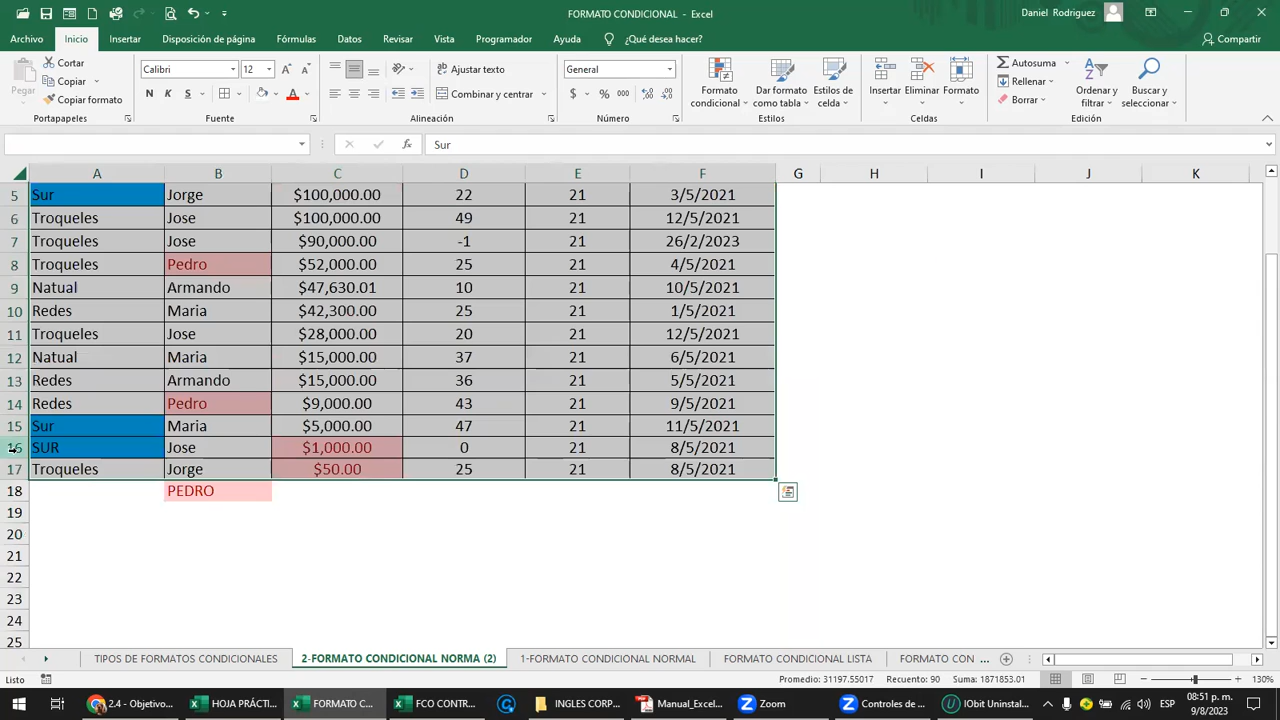 FORMATO CONDICIONAL - Excel
Daniel Rodriguez
Archivo Inicio Insertar Disposición de página Fórmulas Datos Revisar Vista Programador Ayuda ¿Qué desea hacer? Compartir
Pegar
Cortar
Copiar
Copiar formato
Portapapeles
Calibri 12
N K S
Fuente
Ajustar texto
Combinar y centrar
Alineación
General
$ % 000
Número
Formato condicional
Dar formato como tabla
Estilos de celda
Estilos
Insertar Eliminar Formato
Celdas
Autosuma
Rellenar
Borrar
Ordenar y filtrar
Buscar y seleccionar
Edición
fx Sur
A B C D E F G H I J K
5 Sur Jorge $100,000.00 22 21 3/5/2021
6 Troqueles Jose $100,000.00 49 21 12/5/2021
7 Troqueles Jose $90,000.00 -1 21 26/2/2023
8 Troqueles Pedro $52,000.00 25 21 4/5/2021
9 Natual Armando $47,630.01 10 21 10/5/2021
10 Redes Maria $42,300.00 25 21 1/5/2021
11 Troqueles Jose $28,000.00 20 21 12/5/2021
12 Natual Maria $15,000.00 37 21 6/5/2021
13 Redes Armando $15,000.00 36 21 5/5/2021
14 Redes Pedro $9,000.00 43 21 9/5/2021
15 Sur Maria $5,000.00 47 21 11/5/2021
16 SUR Jose $1,000.00 0 21 8/5/2021
17 Troqueles Jorge $50.00 25 21 8/5/2021
18 PEDRO
19
20
21
22
23
24
25
TIPOS DE FORMATOS CONDICIONALES 2-FORMATO CONDICIONAL NORMA (2) 1-FORMATO CONDICIONAL NORMAL FORMATO CONDICIONAL LISTA FORMATO CON ...
Listo Promedio: 31197.55017 Recuento: 90 Suma: 1871853.01 130%
2.4 - Objetivo... HOJA PRÁCTI... FORMATO C... FCO CONTR... INGLES CORP... Manual_Exce... Zoom Controles de ... IObit Uninstal... ESP 08:51 p. m.
9/8/2023